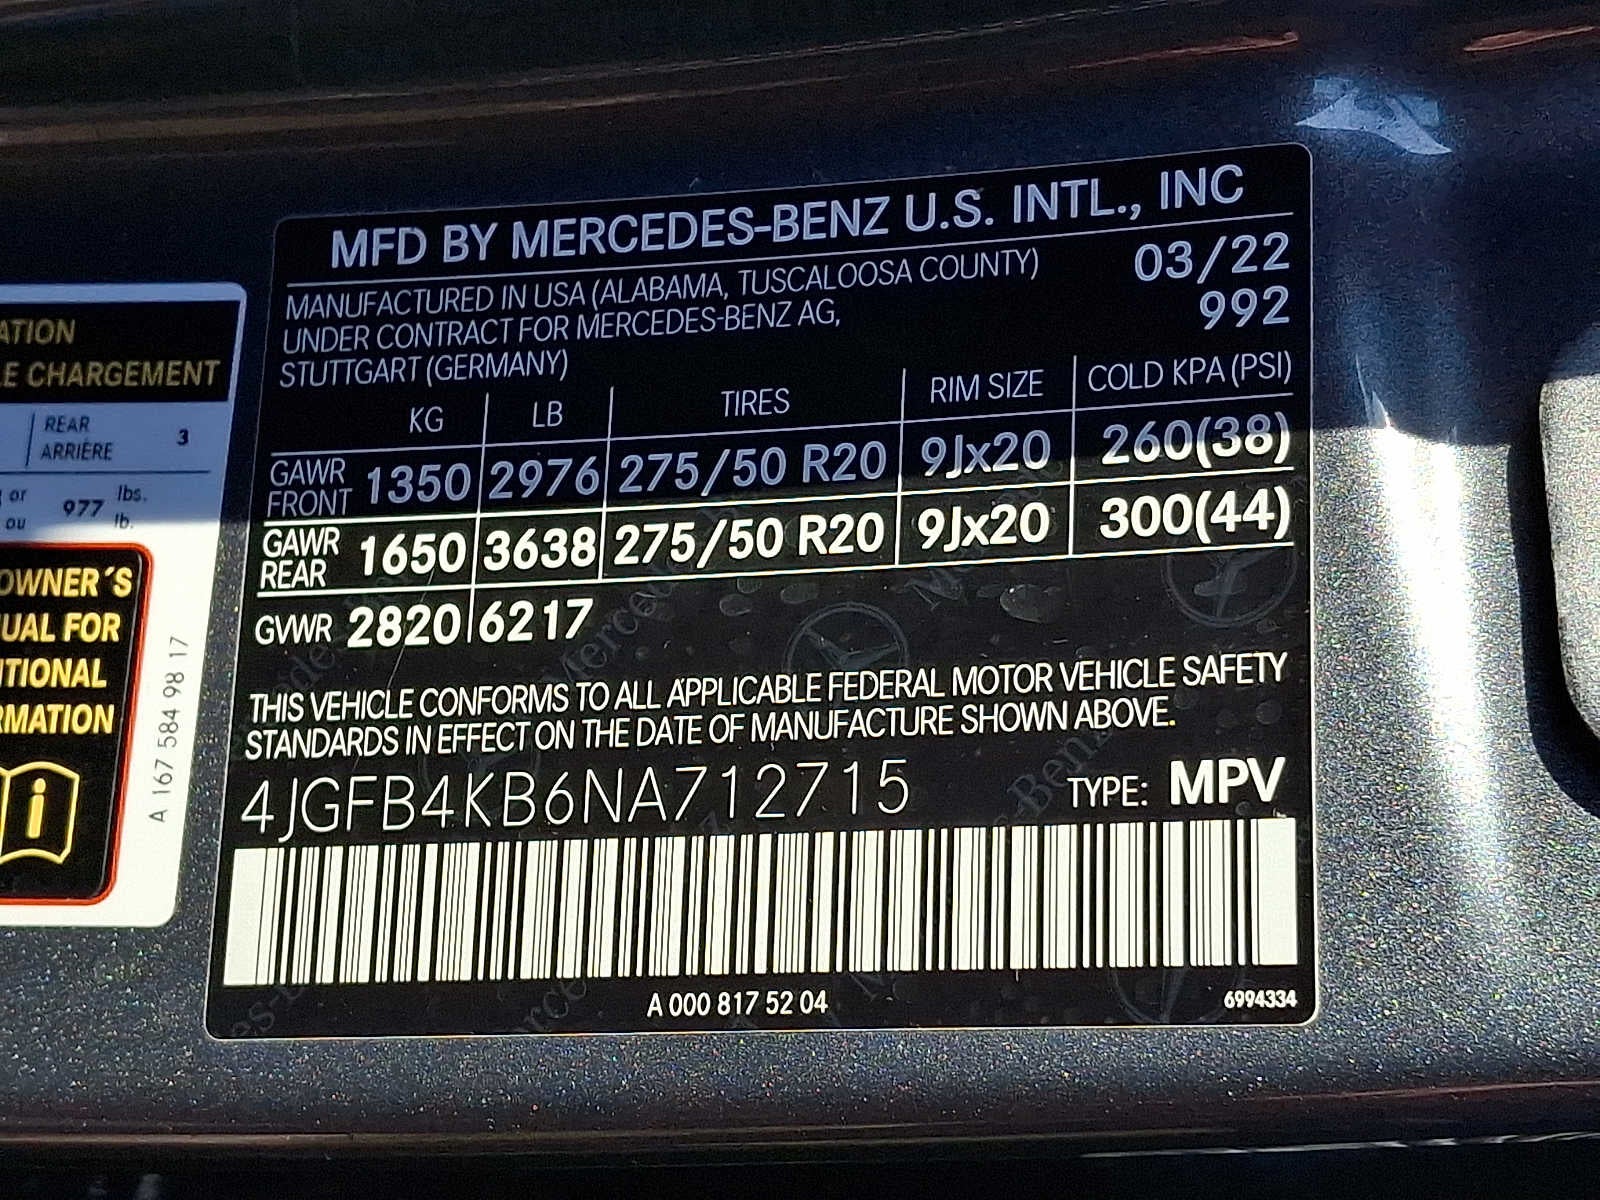 MFD BY MERCEDES-BENZ U.S. INTL., INC
MANUFACTURED IN USA (ALABAMA, TUSCALOOSA COUNTY) 03/22
UNDER CONTRACT FOR MERCEDES-BENZ AG, 992
STUTTGART (GERMANY)
KG LB TIRES RIM SIZE COLD KPA (PSI)
GAWR FRONT 1350 2976 275/50 R20 9Jx20 260(38)
GAWR REAR 1650 3638 275/50 R20 9Jx20 300(44)
GVWR 2820 6217
THIS VEHICLE CONFORMS TO ALL APPLICABLE FEDERAL MOTOR VEHICLE SAFETY
STANDARDS IN EFFECT ON THE DATE OF MANUFACTURE SHOWN ABOVE.
4JGFB4KB6NA712715 TYPE: MPV
A 000 817 52 04 6994334
CHARGEMENT
REAR 3
ARRIÈRE
or 977 lbs.
ou lb.
OWNER´S
FOR
A 167 584 98 17